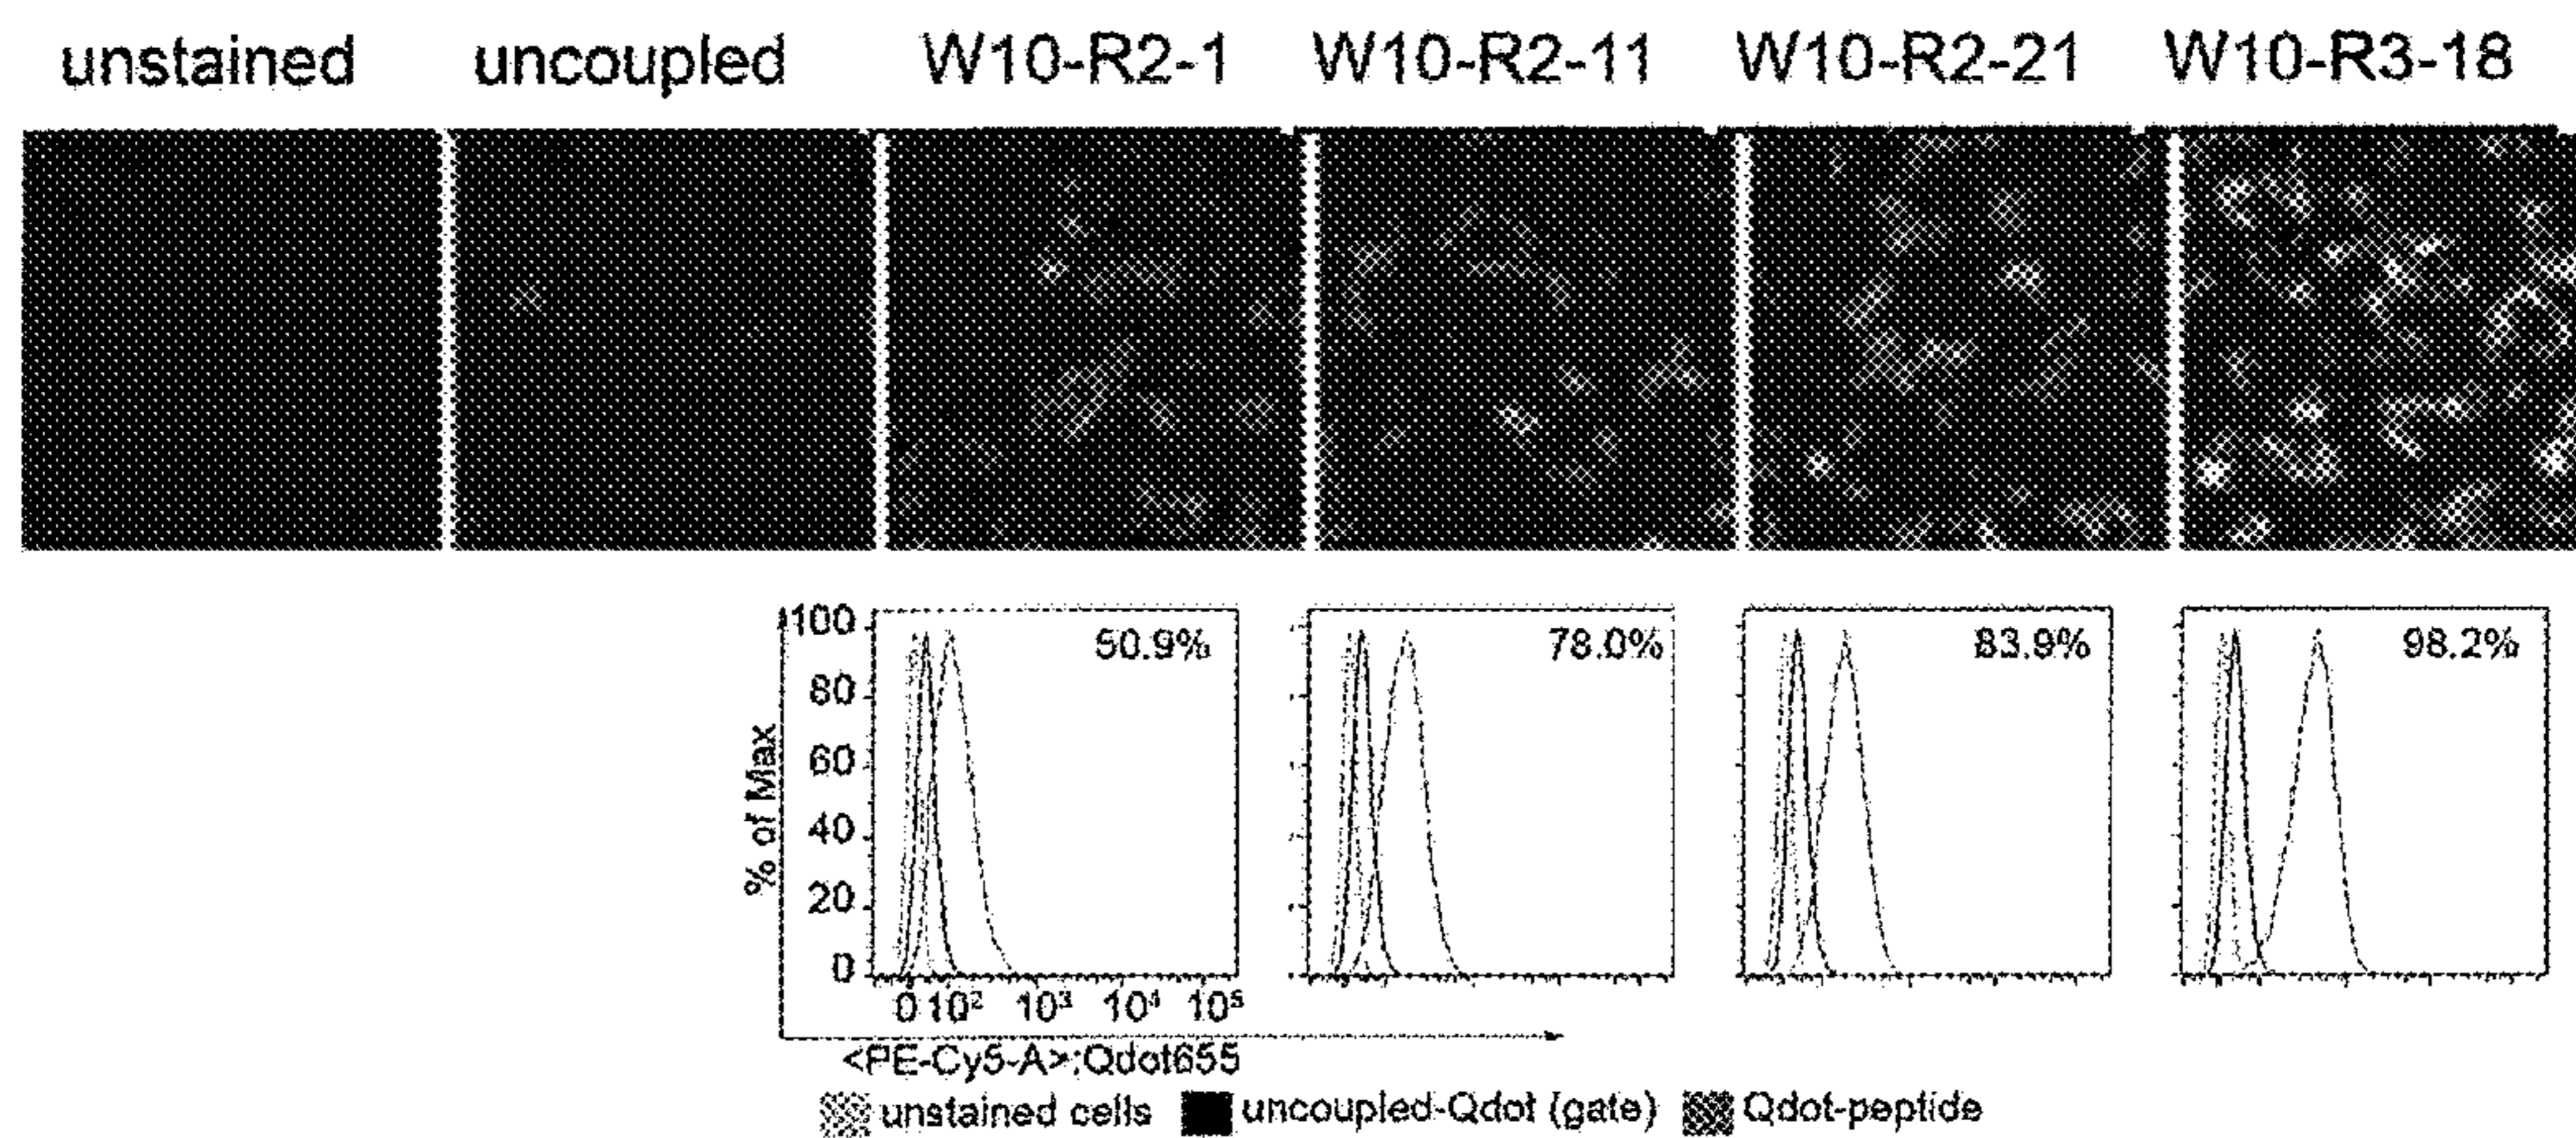 unstained uncoupled W10-R2-1 W10-R2-11 W10-R2-21 W10-R3-18
100
80
60
40
20
0
% of Max
50.9% 78.0% 83.9% 98.2%
0 10² 10³ 10⁴ 10⁵
<PE-Cy5-A>:Qdot655
unstained cells uncoupled-Qdot (gate) Qdot-peptide